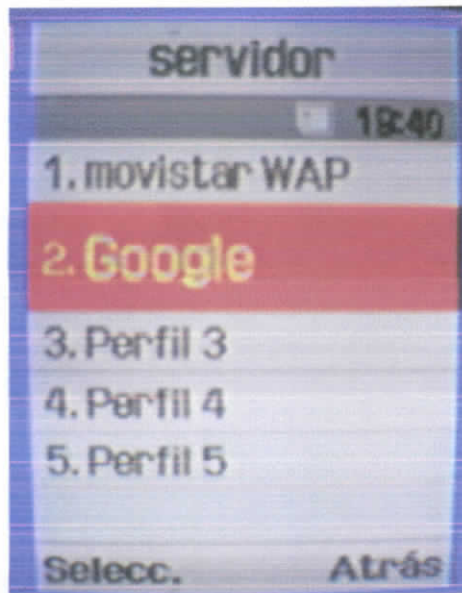 servidor
19:40
1. movistar WAP
2. Google
3. Perfil 3
4. Perfil 4
5. Perfil 5
Selecc. Atrás